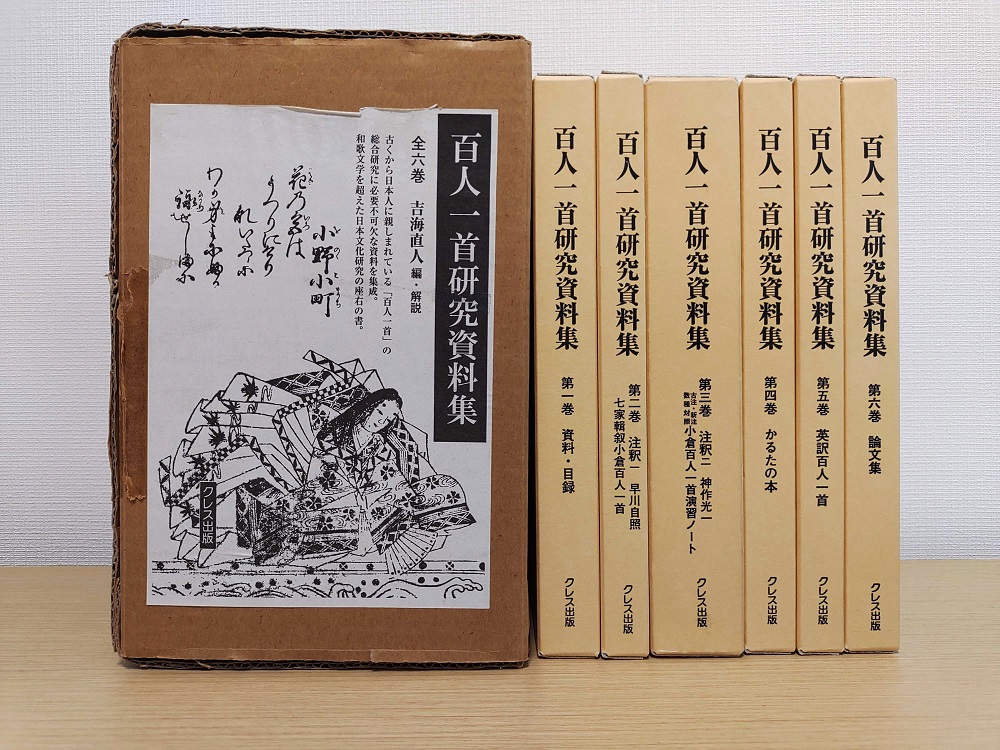 百人一首研究資料集
全六巻 吉海直人 編・解説
古くから日本人に親しまれている「百人一首」の
総合研究に必要不可欠な資料を集成。
和歌文学を超えた日本文化研究の座右の書。
小野小町
花乃
クレス出版
百人一首研究資料集 第一巻 資料・目録 クレス出版
百人一首研究資料集 第二巻 注釈一 早川自照
七家輯叙小倉百人一首
クレス出版
百人一首研究資料集 第三巻 注釈二 神作光一
古注・新注
数種対照
小倉百人一首演習ノート
クレス出版
百人一首研究資料集 第四巻 かるたの本 クレス出版
百人一首研究資料集 第五巻 英訳百人一首 クレス出版
百人一首研究資料集 第六巻 論文集 クレス出版